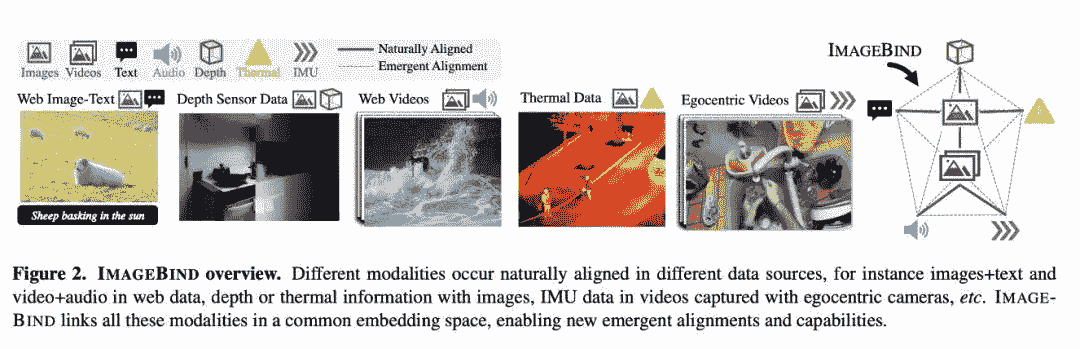 Naturally Aligned
Emergent Alignment
Images Videos Text Audio Depth Thermal IMU
IMAGEBIND
Web Image-Text
Depth Sensor Data
Web Videos
Thermal Data
Egocentric Videos
Sheep basking in the sun
Figure 2. IMAGEBIND overview. Different modalities occur naturally aligned in different data sources, for instance images+text and
video+audio in web data, depth or thermal information with images, IMU data in videos captured with egocentric cameras, etc. IMAGE-
BIND links all these modalities in a common embedding space, enabling new emergent alignments and capabilities.